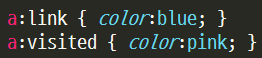 a:link { color:blue; }
a:visited { color:pink; }